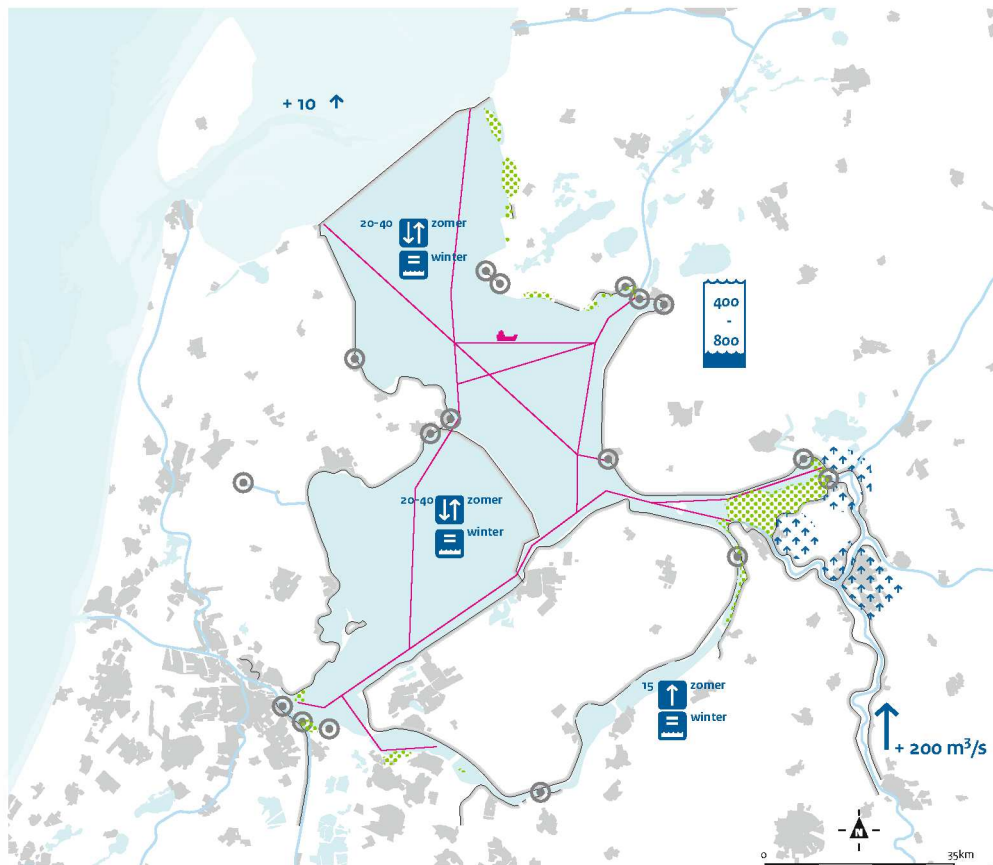 + 10
20-40 zomer
winter
400
-
800
20-40 zomer
winter
15 zomer
winter
+ 200 m³/s
N
0 35km